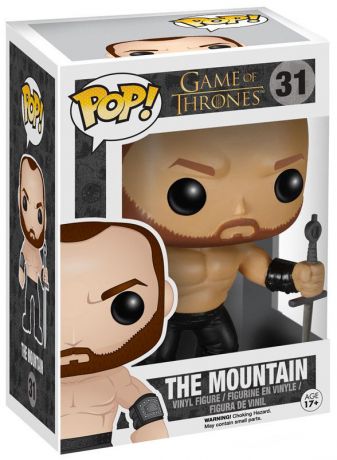 POP!
GAME OF
THRONES
31
THE MOUNTAIN
VINYL FIGURE / FIGURINE EN VINYLE /
FIGURA DE VINIL
WARNING! CHOKING HAZARD.
May contain small parts.
AGE
17+
POP!
THE MOUNTAIN
31